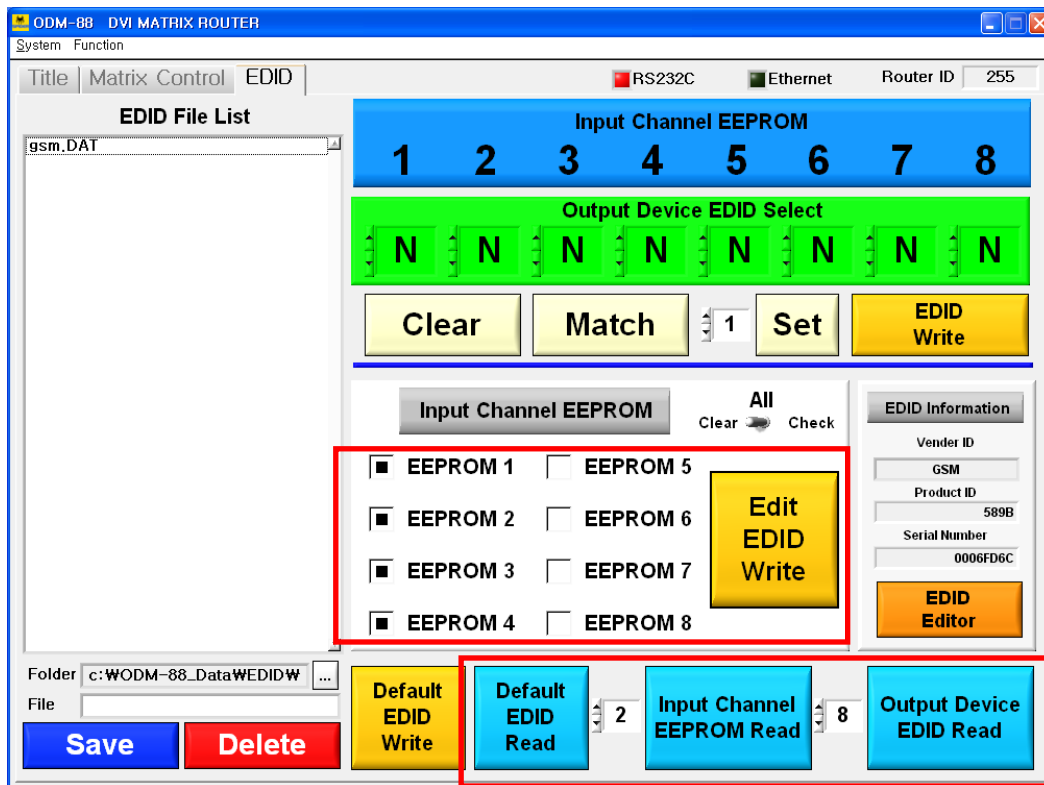 ODM-88 DVI MATRIX ROUTER
System Function
Title Matrix Control EDID
RS232C Ethernet Router ID 255
EDID File List
gsm.DAT
Input Channel EEPROM
1 2 3 4 5 6 7 8
Output Device EDID Select
N N N N N N N N
Clear Match 1 Set EDID Write
Input Channel EEPROM
All
Clear Check
EEPROM 1 EEPROM 5
EEPROM 2 EEPROM 6
EEPROM 3 EEPROM 7
EEPROM 4 EEPROM 8
Edit
EDID
Write
EDID Information
Vender ID
GSM
Product ID
589B
Serial Number
0006FD6C
EDID
Editor
Folder c:₩ODM-88_Data₩EDID₩ ...
File
Save Delete
Default
EDID
Write
Default
EDID
Read
2
Input Channel
EEPROM Read
8
Output Device
EDID Read